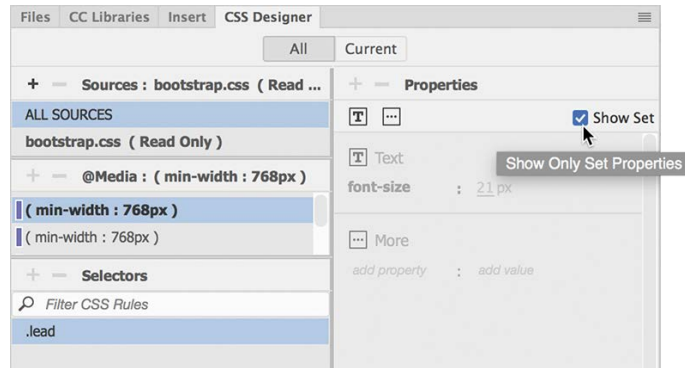 Files CC Libraries Insert CSS Designer
All Current
+ − Sources : bootstrap.css ( Read ...
ALL SOURCES
bootstrap.css ( Read Only )
+ − @Media : ( min-width : 768px )
( min-width : 768px )
( min-width : 768px )
+ − Selectors
Filter CSS Rules
.lead
+ − Properties
T ... Show Set
Show Only Set Properties
T Text
font-size : 21 px
... More
add property : add value